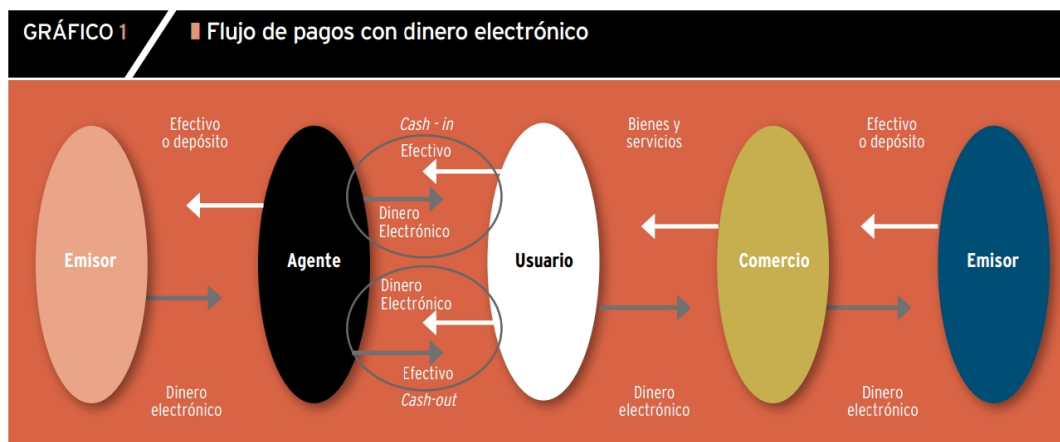 GRÁFICO 1
Flujo de pagos con dinero electrónico
Efectivo
o depósito
Cash - in
Efectivo
Bienes y
servicios
Efectivo
o depósito
Dinero
Electrónico
Emisor
Agente
Usuario
Comercio
Emisor
Dinero
Electrónico
Efectivo
Cash-out
Dinero
electrónico
Dinero
electrónico
Dinero
electrónico